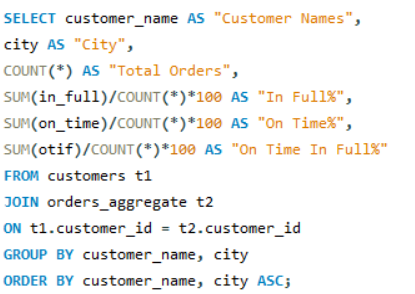 SELECT customer_name AS "Customer Names",
city AS "City",
COUNT(*) AS "Total Orders",
SUM(in_full)/COUNT(*)*100 AS "In Full%",
SUM(on_time)/COUNT(*)*100 AS "On Time%",
SUM(otif)/COUNT(*)*100 AS "On Time In Full%"
FROM customers t1
JOIN orders_aggregate t2
ON t1.customer_id = t2.customer_id
GROUP BY customer_name, city
ORDER BY customer_name, city ASC;